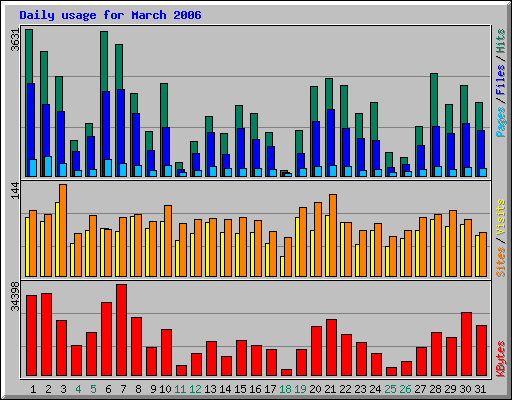 Daily usage for March 2006
3631
Pages / Files / Hits
144
Sites / Visits
34398
KBytes
1 2 3 4 5 6 7 8 9 10 11 12 13 14 15 16 17 18 19 20 21 22 23 24 25 26 27 28 29 30 31